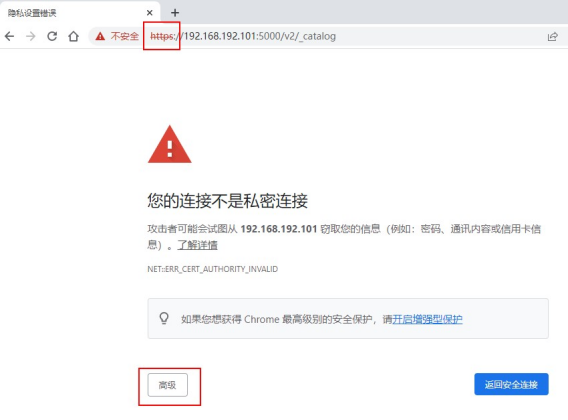 隐私设置错误
不安全 https://192.168.192.101:5000/v2/_catalog
您的连接不是私密连接
攻击者可能会试图从 192.168.192.101 窃取您的信息（例如：密码、通讯内容或信用卡信
息）。了解详情
NET::ERR_CERT_AUTHORITY_INVALID
如果您想获得 Chrome 最高级别的安全保护，请开启增强型保护
高级
返回安全连接